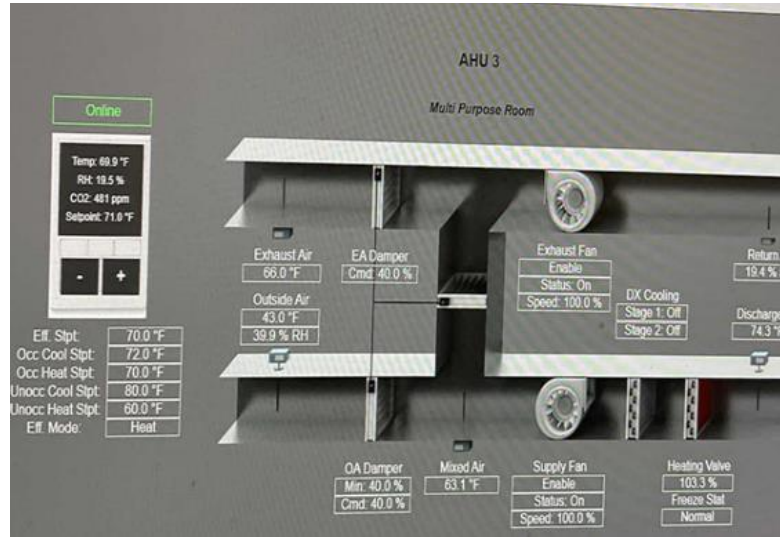 AHU 3
Multi Purpose Room
Online
Temp: 69.9 °F
RH: 19.5 %
CO2: 481 ppm
Setpoint: 71.0 °F
- +
Eff. Stpt: 70.0 °F
Occ Cool Stpt: 72.0 °F
Occ Heat Stpt: 70.0 °F
Unocc Cool Stpt: 80.0 °F
Unocc Heat Stpt: 60.0 °F
Eff. Mode: Heat
Exhaust Air
66.0 °F
EA Damper
Cmd: 40.0 %
Outside Air
43.0 °F
39.9 % RH
Exhaust Fan
Enable
Status: On
Speed: 100.0 %
DX Cooling
Stage 1: Off
Stage 2: Off
Return
19.4 %
Discharge
74.3 °F
OA Damper
Min: 40.0 %
Cmd: 40.0 %
Mixed Air
63.1 °F
Supply Fan
Enable
Status: On
Speed: 100.0 %
Heating Valve
103.3 %
Freeze Stat
Normal